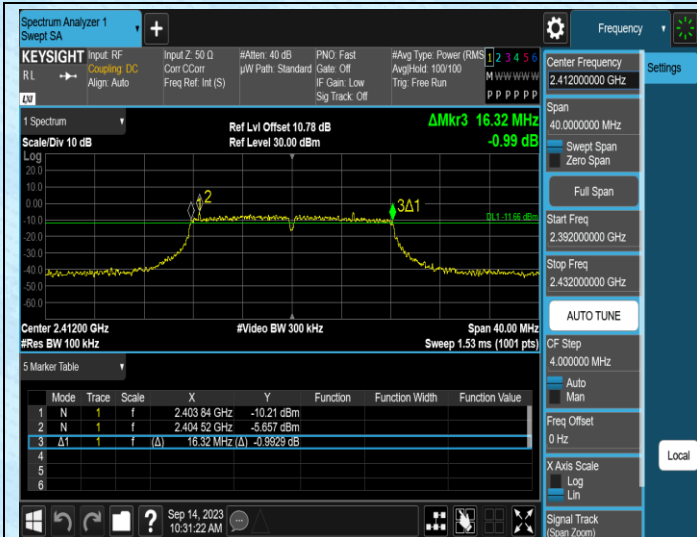 Spectrum Analyzer 1
Swept SA
Frequency
KEYSIGHT
RL
LXI
Input: RF
Coupling: DC
Align: Auto
Input Z: 50 Ω
Corr CCorr
Freq Ref: Int (S)
#Atten: 40 dB
µW Path: Standard
PNO: Fast
Gate: Off
IF Gain: Low
Sig Track: Off
#Avg Type: Power (RMS
Avg|Hold: 100/100
Trig: Free Run
1 2 3 4 5 6
M W W W W W
P P P P P P
1 Spectrum
Scale/Div 10 dB
Ref Lvl Offset 10.78 dB
Ref Level 30.00 dBm
ΔMkr3 16.32 MHz
-0.99 dB
Log
20.0
10.0
0.00
-10.0
-20.0
-30.0
-40.0
-50.0
-60.0
2
3Δ1
DL1 -11.66 dBm
Center 2.41200 GHz
#Video BW 300 kHz
Span 40.00 MHz
#Res BW 100 kHz
Sweep 1.53 ms (1001 pts)
5 Marker Table
Mode Trace Scale X Y Function Function Width Function Value
1 N 1 f 2.403 84 GHz -10.21 dBm
2 N 1 f 2.404 52 GHz -5.657 dBm
3 Δ1 1 f (Δ) 16.32 MHz (Δ) -0.9929 dB
4
5
6
Sep 14, 2023
10:31:22 AM
Center Frequency
2.412000000 GHz
Span
40.0000000 MHz
Swept Span
Zero Span
Full Span
Start Freq
2.392000000 GHz
Stop Freq
2.432000000 GHz
AUTO TUNE
CF Step
4.000000 MHz
Auto
Man
Freq Offset
0 Hz
X Axis Scale
Log
Lin
Signal Track
(Span Zoom)
Settings
Local